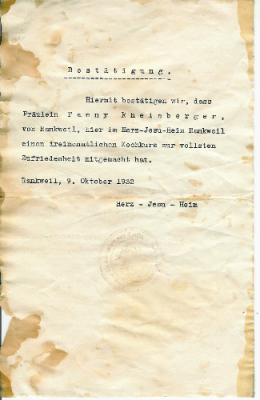 Bestätigung.
Hiermit bestätigen wir, dass
Fräulein Fanny Rheinberger,
von Rankweil, hier im Herz-Jesu-Heim Rankweil
einen dreimonatlichen Kochkurs zur vollsten
Zufriedenheit mitgemacht hat.
Rankweil, 9. Oktober 1932
Herz - Jesu - Heim